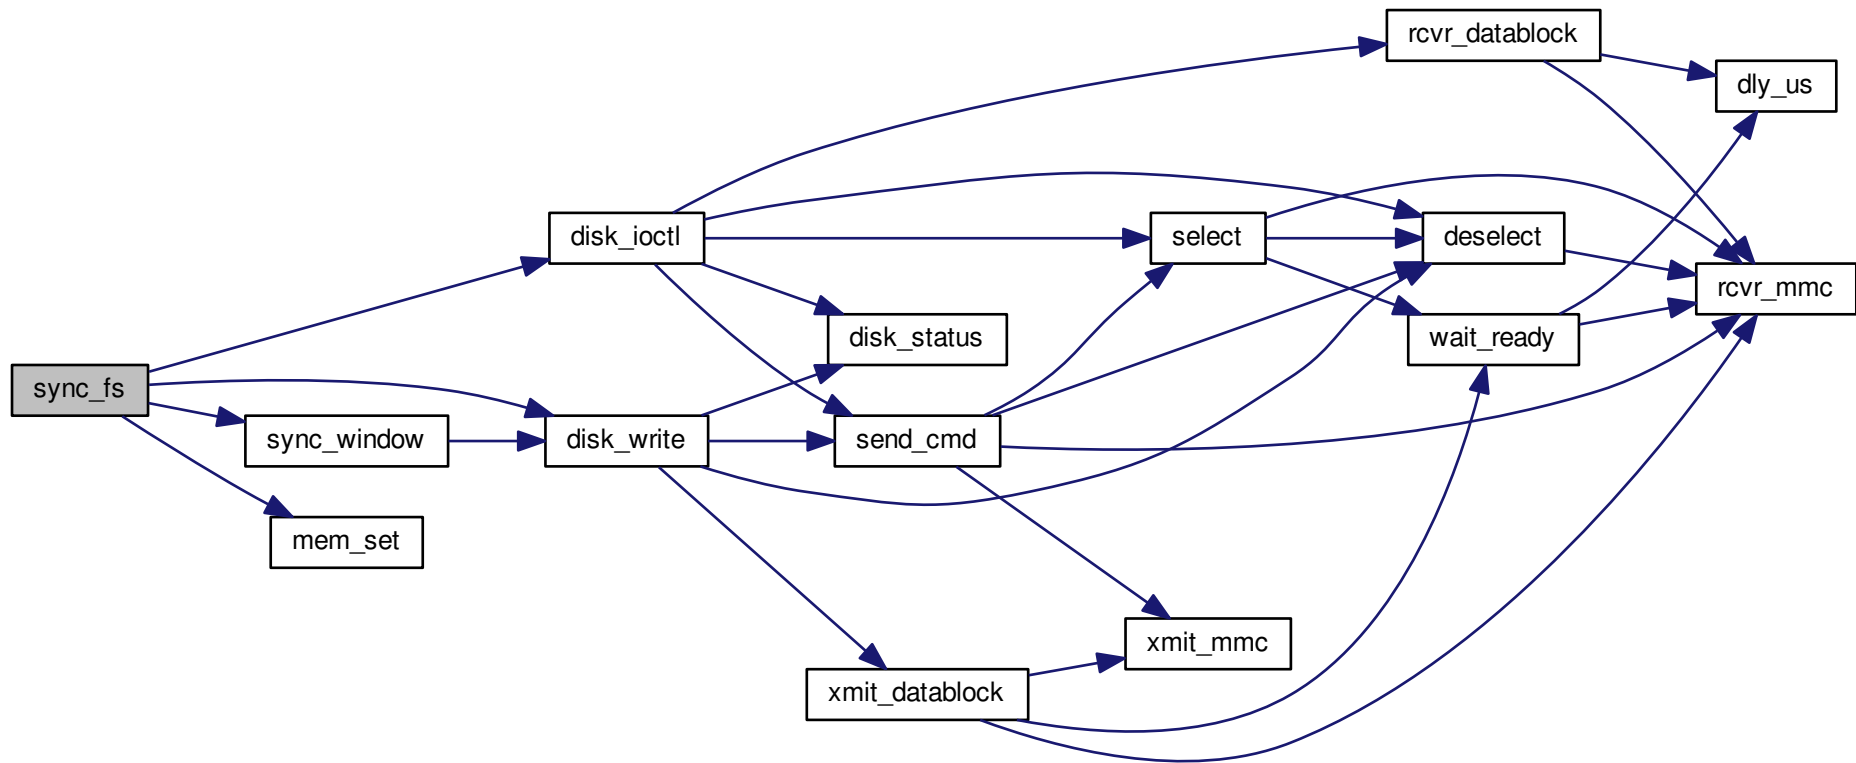 rcvr_datablock
dly_us
disk_ioctl
select
deselect
rcvr_mmc
disk_status
wait_ready
sync_fs
sync_window
disk_write
send_cmd
mem_set
xmit_mmc
xmit_datablock